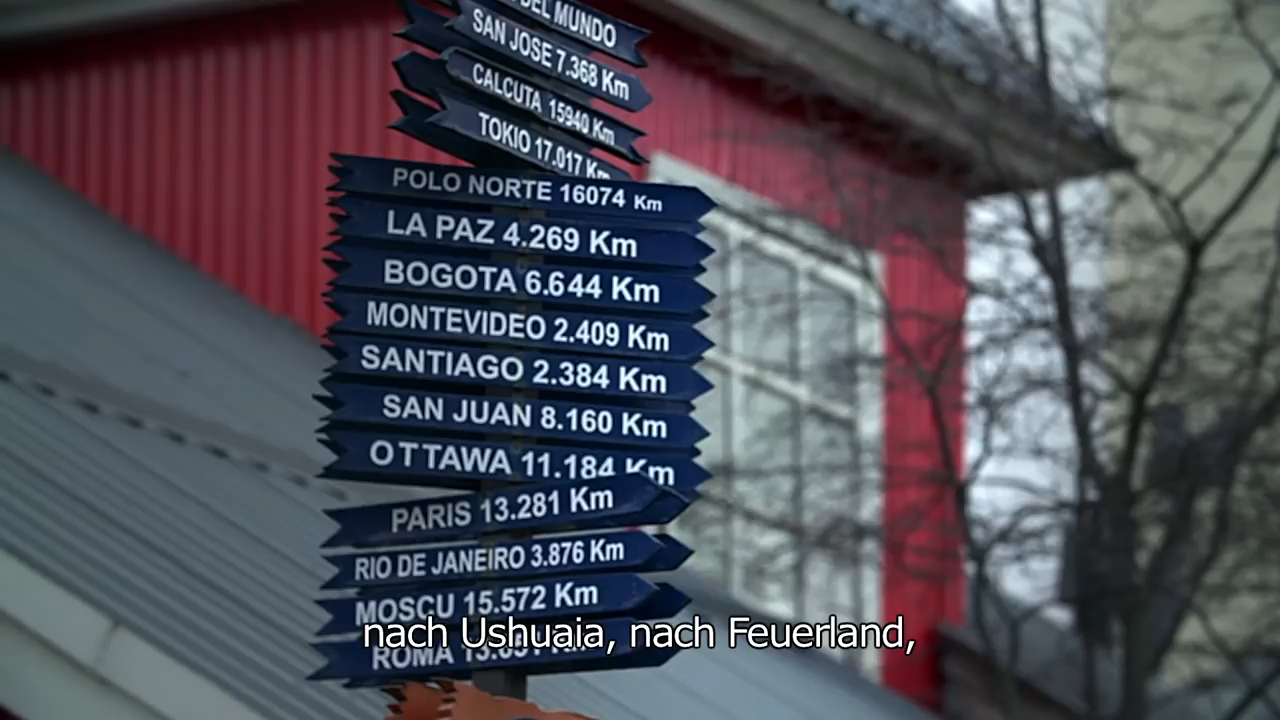 DEL MUNDO
SAN JOSE 7.368 Km
CALCUTA 15940 Km
TOKIO 17.017 Km
POLO NORTE 16074 Km
LA PAZ 4.269 Km
BOGOTA 6.644 Km
MONTEVIDEO 2.409 Km
SANTIAGO 2.384 Km
SAN JUAN 8.160 Km
OTTAWA 11.184 Km
PARIS 13.281 Km
RIO DE JANEIRO 3.876 Km
MOSCU 15.572 Km
nach Ushuaia, nach Feuerland,
ROMA